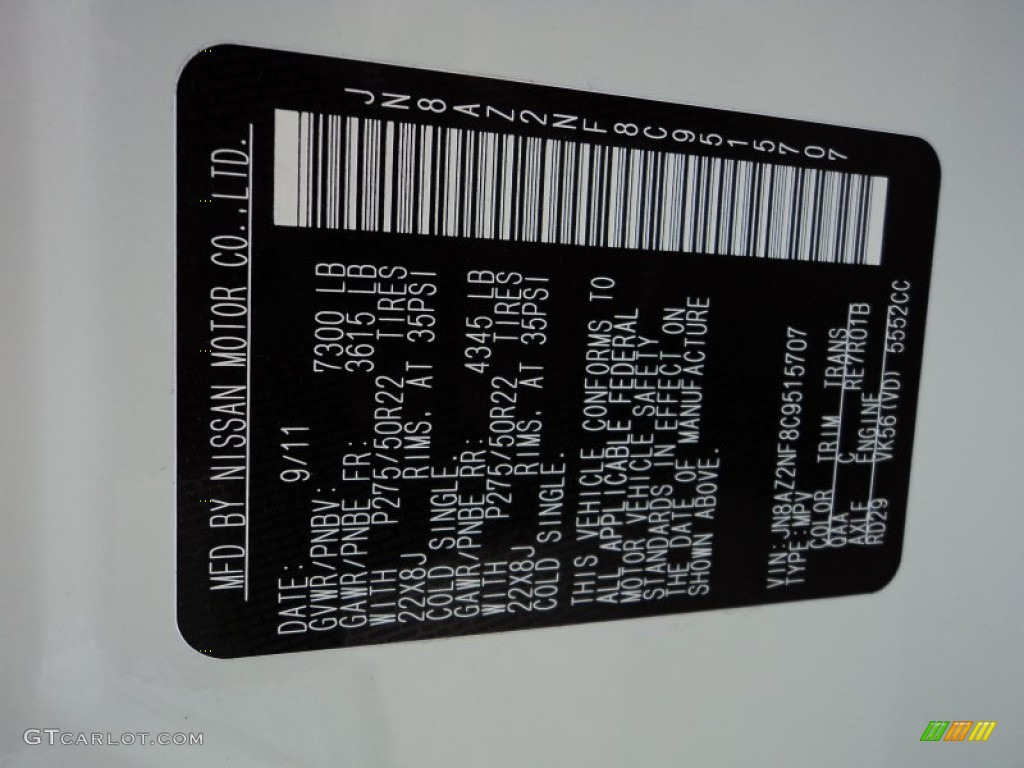 MFD BY NISSAN MOTOR CO.,LTD.
JN8AZ2NF8C9515707
DATE: 9/11
GVWR/PNBV: 7300 LB
GAWR/PNBE FR: 3615 LB
WITH P275/50R22 TIRES
22X8J RIMS. AT 35PSI
COLD SINGLE.
GAWR/PNBE RR: 4345 LB
WITH P275/50R22 TIRES
22X8J RIMS. AT 35PSI
COLD SINGLE.
THIS VEHICLE CONFORMS TO
ALL APPLICABLE FEDERAL
MOTOR VEHICLE SAFETY
STANDARDS IN EFFECT ON
THE DATE OF MANUFACTURE
SHOWN ABOVE.
VIN:JN8AZ2NF8C9515707
TYPE:MPV
COLOR TRIM TRANS
QAA C RE7R01B
AXLE ENGINE
RD29 VK56(VD) 5552CC
GTCARLOT.COM